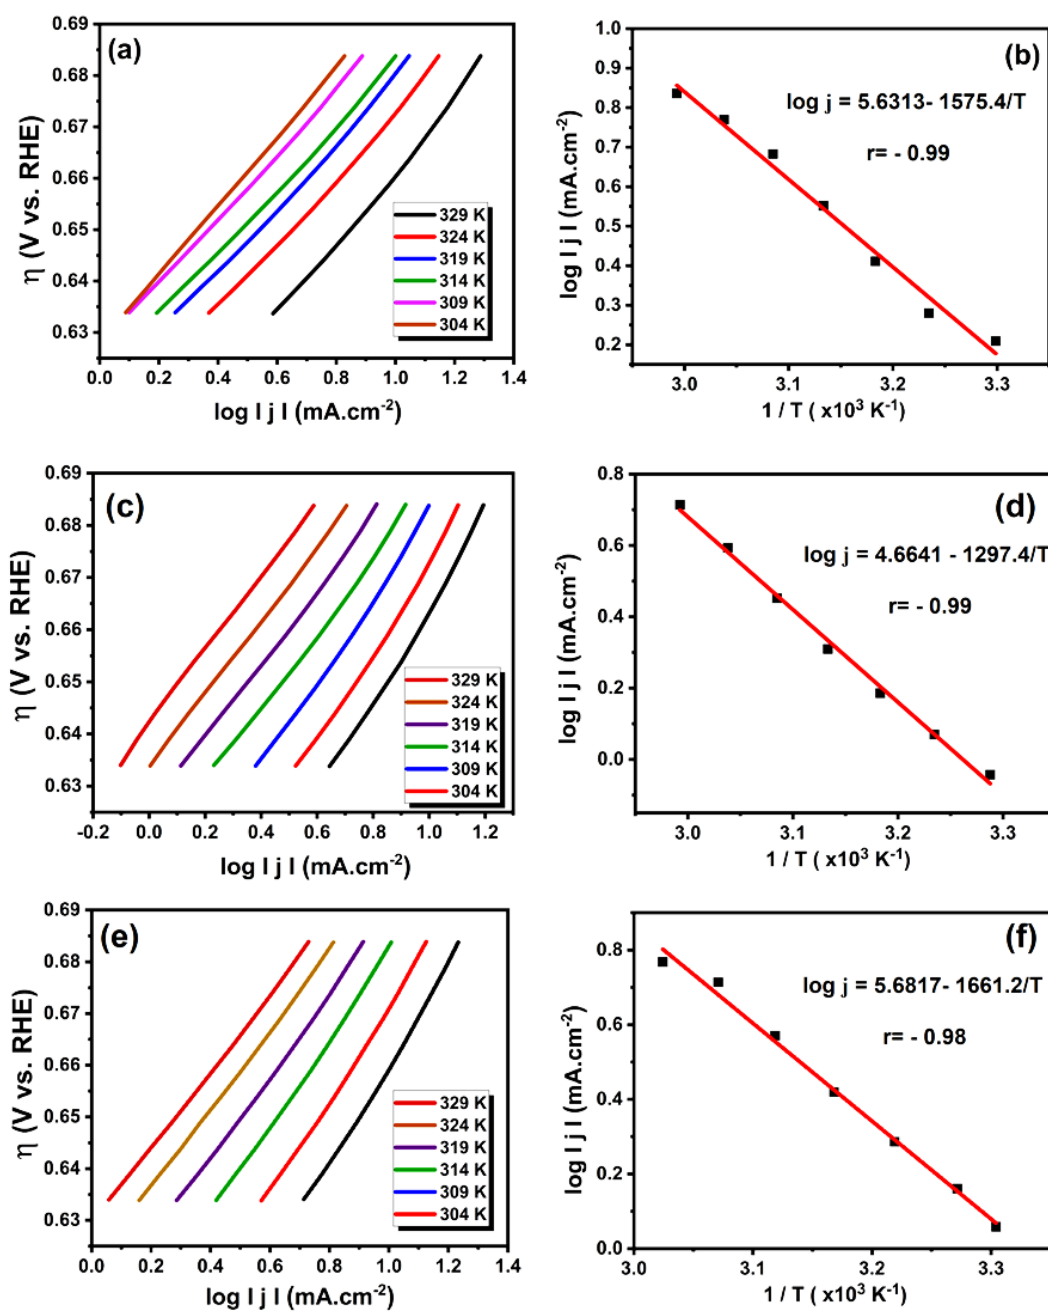 (a)
0.69
0.68
0.67
0.66
0.65
0.64
0.63
η (V vs. RHE)
329 K
324 K
319 K
314 K
309 K
304 K
0.0 0.2 0.4 0.6 0.8 1.0 1.2 1.4
log I j I (mA.cm-2)
(b)
1.0
0.9
0.8
0.7
0.6
0.5
0.4
0.3
0.2
log I j I (mA.cm-2)
log j = 5.6313- 1575.4/T
r= - 0.99
3.0 3.1 3.2 3.3
1 / T ( x103 K-1)
(c)
0.69
0.68
0.67
0.66
0.65
0.64
0.63
η (V vs. RHE)
329 K
324 K
319 K
314 K
309 K
304 K
-0.2 0.0 0.2 0.4 0.6 0.8 1.0 1.2
log I j I (mA.cm-2)
(d)
0.8
0.6
0.4
0.2
0.0
log I j I (mA.cm-2)
log j = 4.6641 - 1297.4/T
r= - 0.99
3.0 3.1 3.2 3.3
1 / T ( x103 K-1)
(e)
0.69
0.68
0.67
0.66
0.65
0.64
0.63
η (V vs. RHE)
329 K
324 K
319 K
314 K
309 K
304 K
0.0 0.2 0.4 0.6 0.8 1.0 1.2 1.4
log I j I (mA.cm-2)
(f)
0.8
0.6
0.4
0.2
0.0
log I j I (mA.cm-2)
log j = 5.6817- 1661.2/T
r= - 0.98
3.0 3.1 3.2 3.3
1 / T ( x103 K-1)